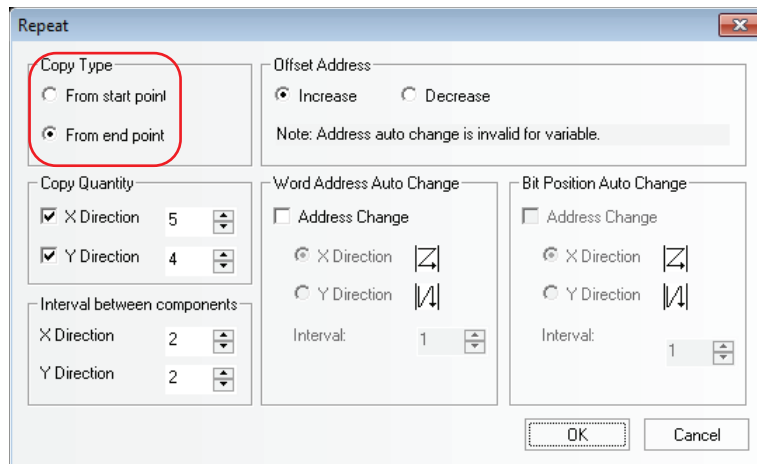 Repeat
Copy Type
From start point
From end point
Offset Address
Increase
Decrease
Note: Address auto change is invalid for variable.
Copy Quantity
X Direction 5
Y Direction 4
Interval between components
X Direction 2
Y Direction 2
Word Address Auto Change
Address Change
X Direction
Y Direction
Interval: 1
Bit Position Auto Change
Address Change
X Direction
Y Direction
Interval: 1
OK
Cancel